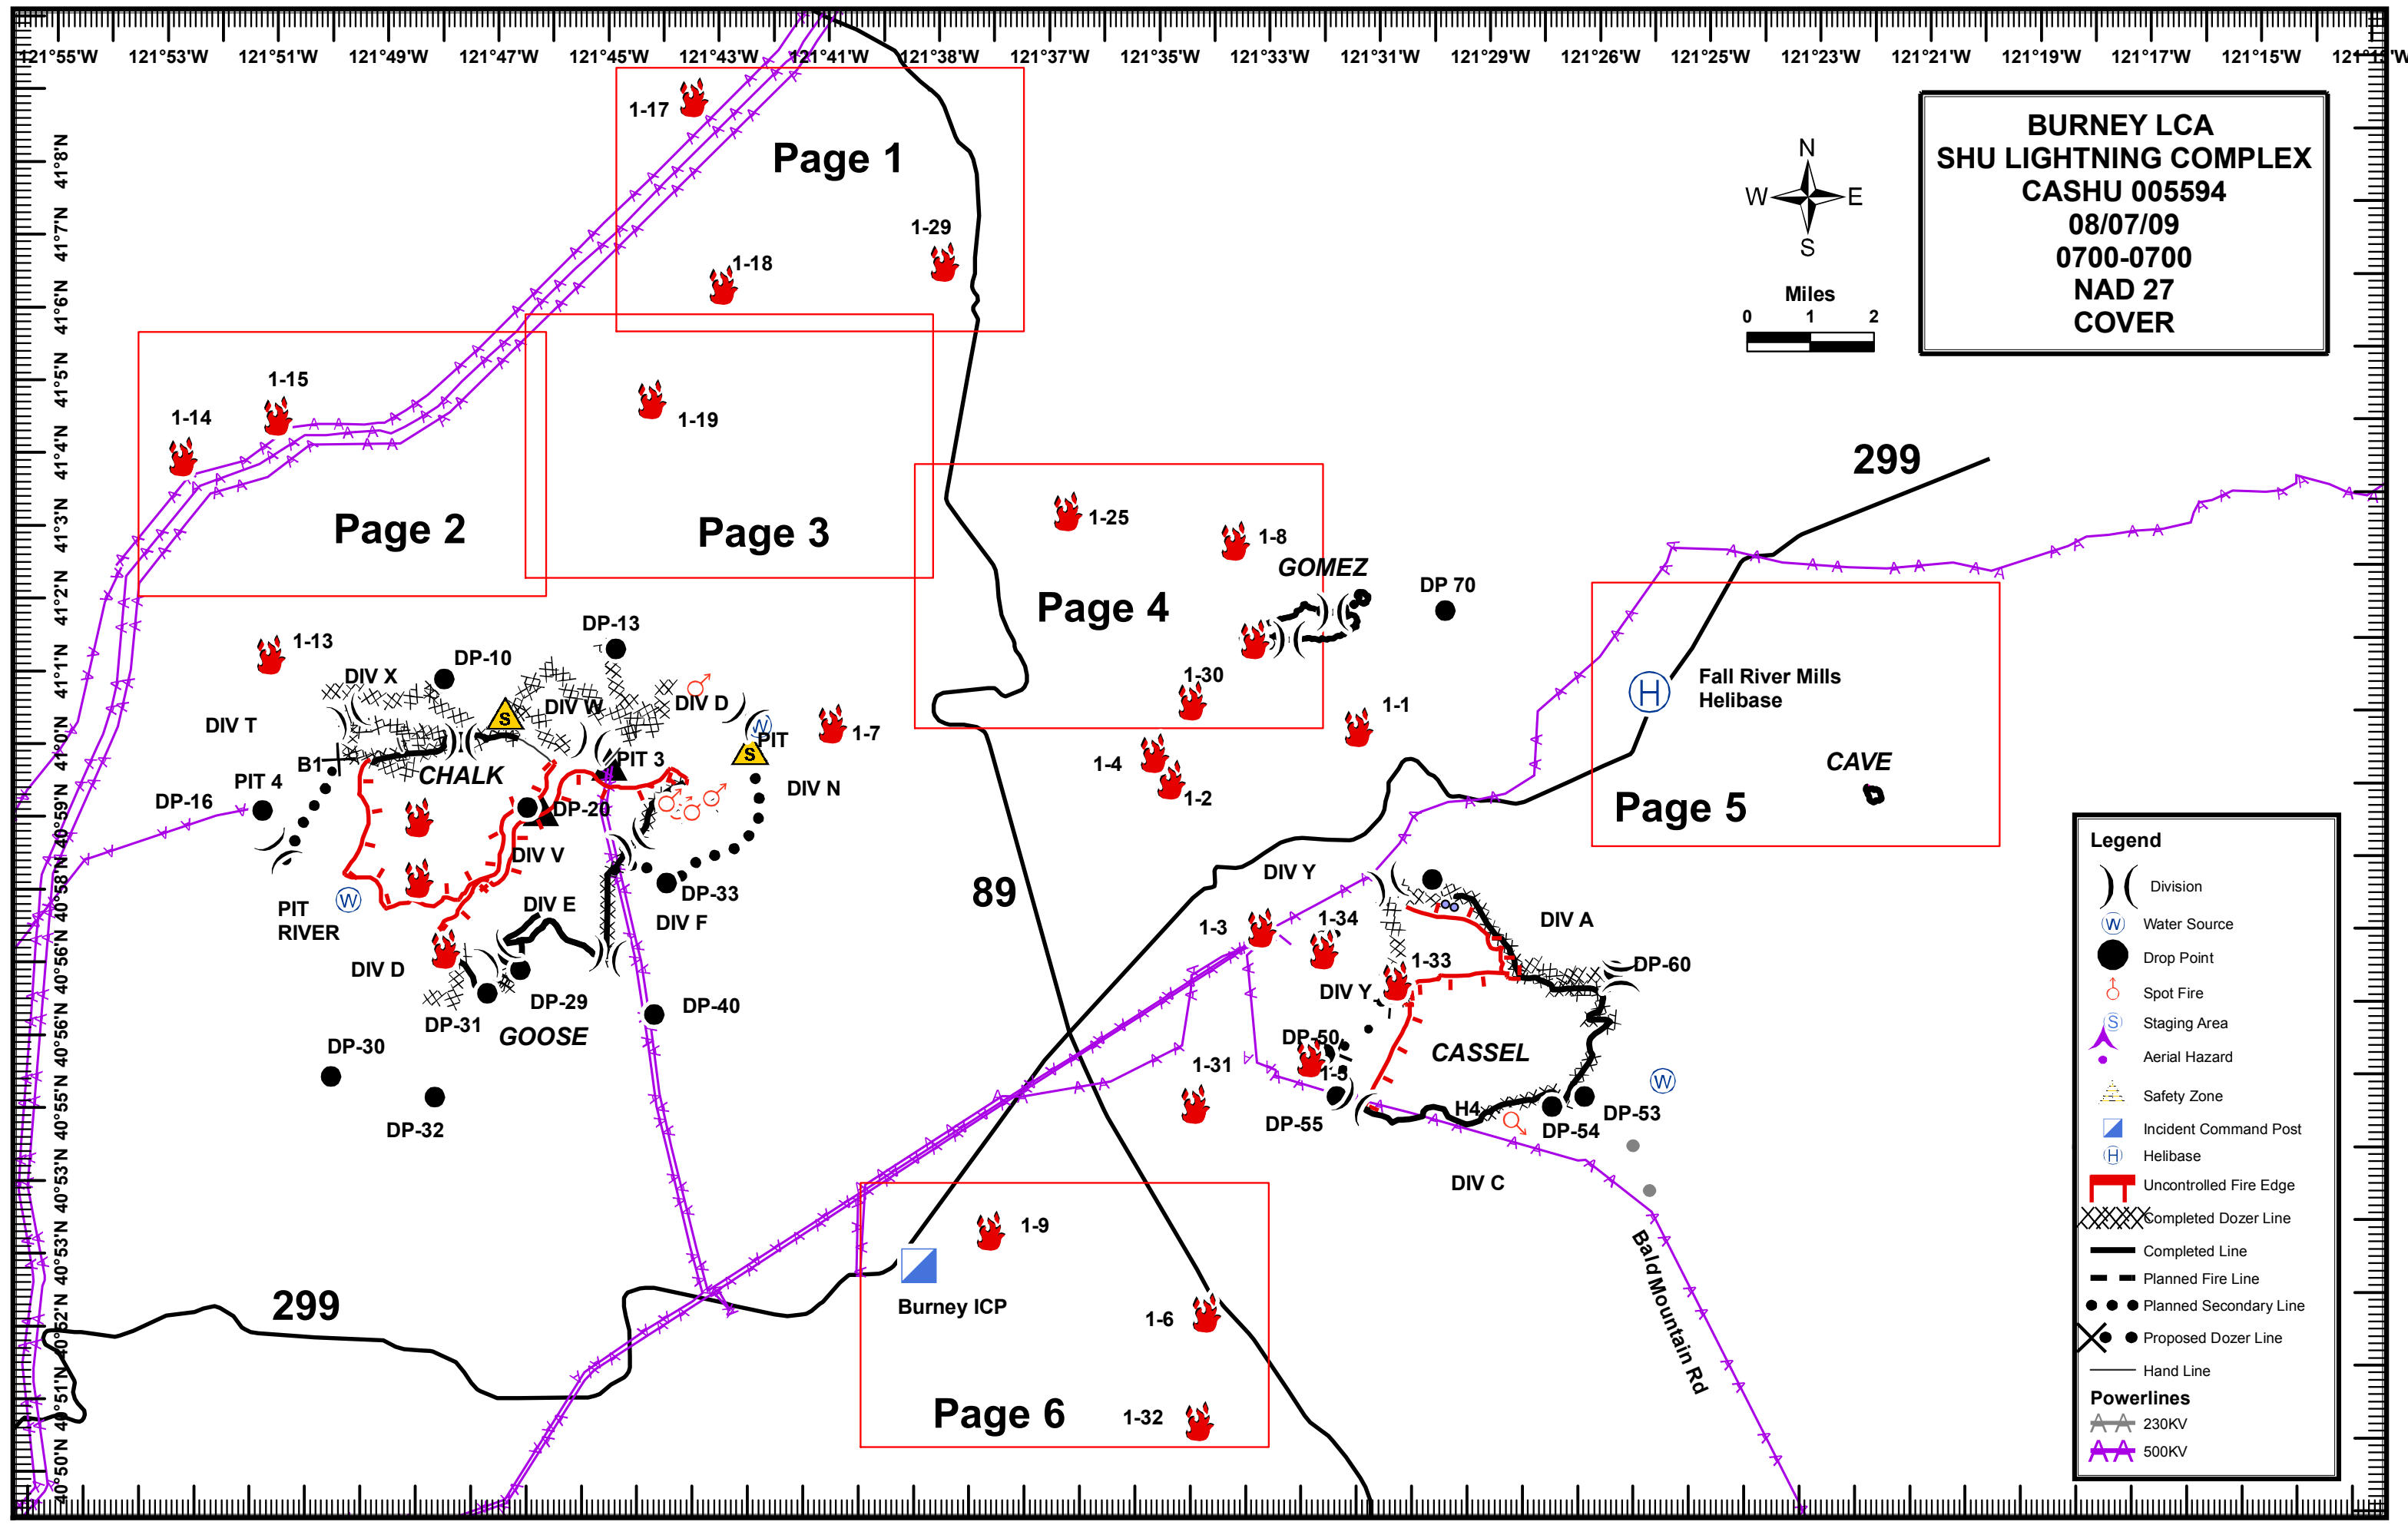 121°55'W 121°53'W 121°51'W 121°49'W 121°47'W 121°45'W 121°43'W 121°41'W 121°38'W 121°37'W 121°35'W 121°33'W 121°31'W 121°29'W 121°26'W 121°25'W 121°23'W 121°21'W 121°19'W 121°17'W 121°15'W
BURNEY LCA
SHU LIGHTNING COMPLEX
CASHU 005594
08/07/09
0700-0700
NAD 27
COVER
N
W
E
S
Miles
0 1 2
41°8'N
41°7'N
41°6'N
41°5'N
41°4'N
41°3'N
41°2'N
41°1'N
41°0'N
40°59'N
40°58'N
40°56'N
40°56'N
40°55'N
40°53'N
40°53'N
40°52'N
40°51'N
40°50'N
1-17
Page 1
1-29
1-18
1-15
1-14
1-19
Page 2
Page 3
299
1-25
1-8
GOMEZ
Page 4
DP 70
1-30
1-1
1-4
1-2
Fall River Mills
Helibase
H
CAVE
Page 5
1-13
DP-13
DP-10
DIV X
DIV W
DIV D
DIV T
S
W
1-7
PIT
S
B1
CHALK
PIT 3
DIV N
PIT 4
DP-16
DP-20
DIV V
DP-33
PIT
RIVER
W
DIV E
DIV F
DIV D
DP-29
DP-31
GOOSE
DP-40
DP-30
DP-32
89
DIV Y
1-3
1-34
DIV A
1-33
DP-60
DIV Y
DP-50
CASSEL
1-31
1-5
DP-55
H4
DP-54
DP-53
W
DIV C
Bald Mountain Rd
299
1-9
Burney ICP
1-6
Page 6
1-32
Legend
Division
W Water Source
Drop Point
Spot Fire
S Staging Area
Aerial Hazard
Safety Zone
Incident Command Post
H Helibase
Uncontrolled Fire Edge
Completed Dozer Line
Completed Line
Planned Fire Line
Planned Secondary Line
Proposed Dozer Line
Hand Line
Powerlines
230KV
500KV